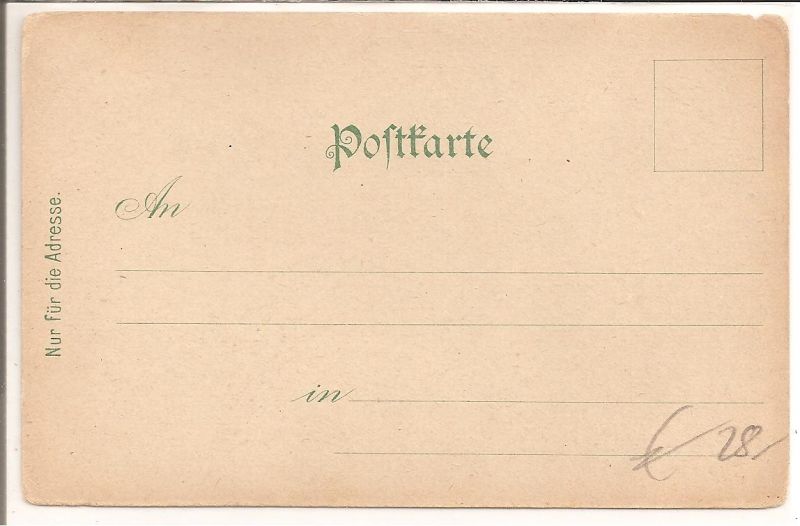 Poſtkarte
An
Nur für die Adresse.
in
€ 28